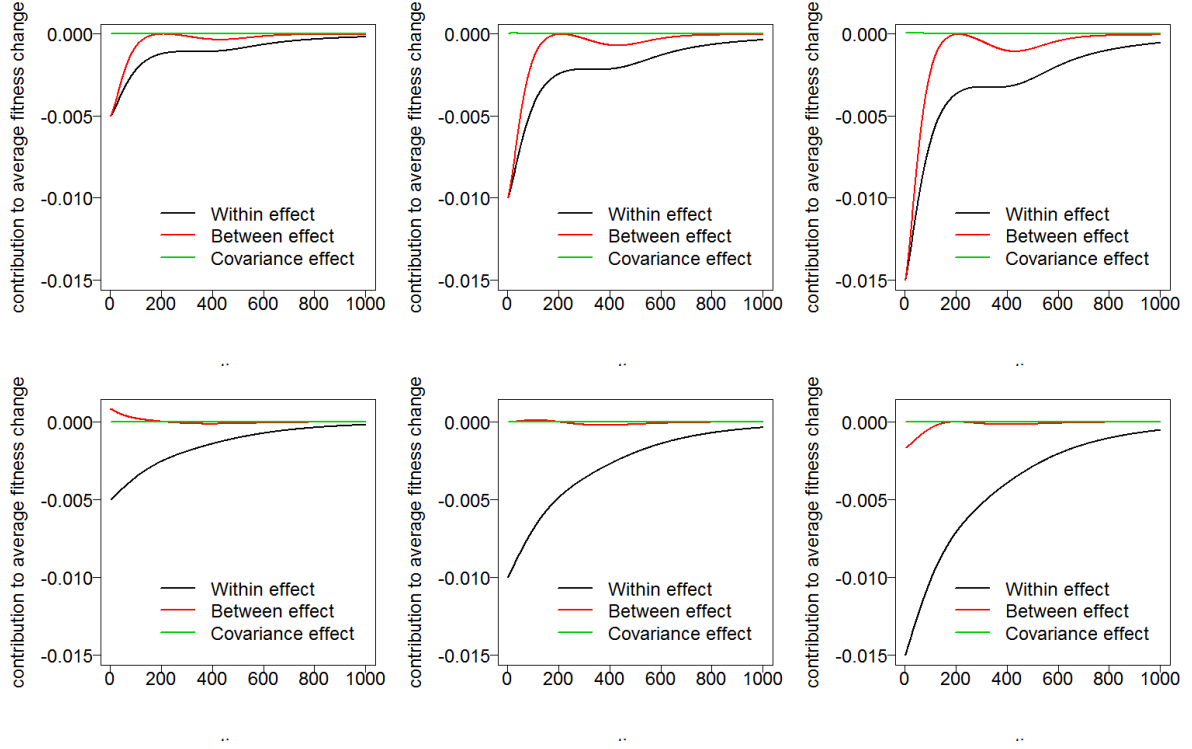 contribution to average fitness change
0.000
-0.005
-0.010
-0.015
Within effect
Between effect
Covariance effect
0 200 400 600 800 1000
contribution to average fitness change
0.000
-0.005
-0.010
-0.015
Within effect
Between effect
Covariance effect
0 200 400 600 800 1000
contribution to average fitness change
0.000
-0.005
-0.010
-0.015
Within effect
Between effect
Covariance effect
0 200 400 600 800 1000
contribution to average fitness change
0.000
-0.005
-0.010
-0.015
Within effect
Between effect
Covariance effect
0 200 400 600 800 1000
contribution to average fitness change
0.000
-0.005
-0.010
-0.015
Within effect
Between effect
Covariance effect
0 200 400 600 800 1000
contribution to average fitness change
0.000
-0.005
-0.010
-0.015
Within effect
Between effect
Covariance effect
0 200 400 600 800 1000